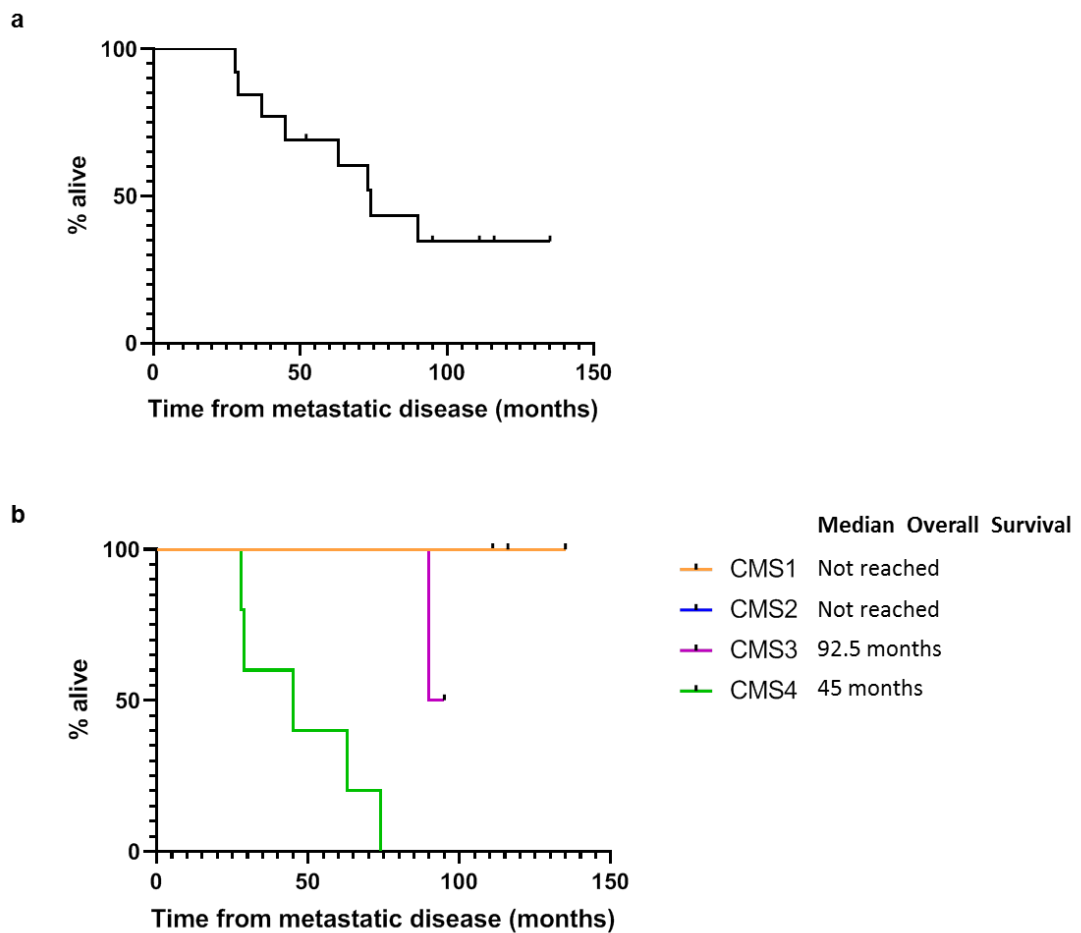 a
100
50
0
% alive
0 50 100 150
Time from metastatic disease (months)
b
Median Overall Survival
CMS1 Not reached
CMS2 Not reached
CMS3 92.5 months
CMS4 45 months
100
50
0
% alive
0 50 100 150
Time from metastatic disease (months)